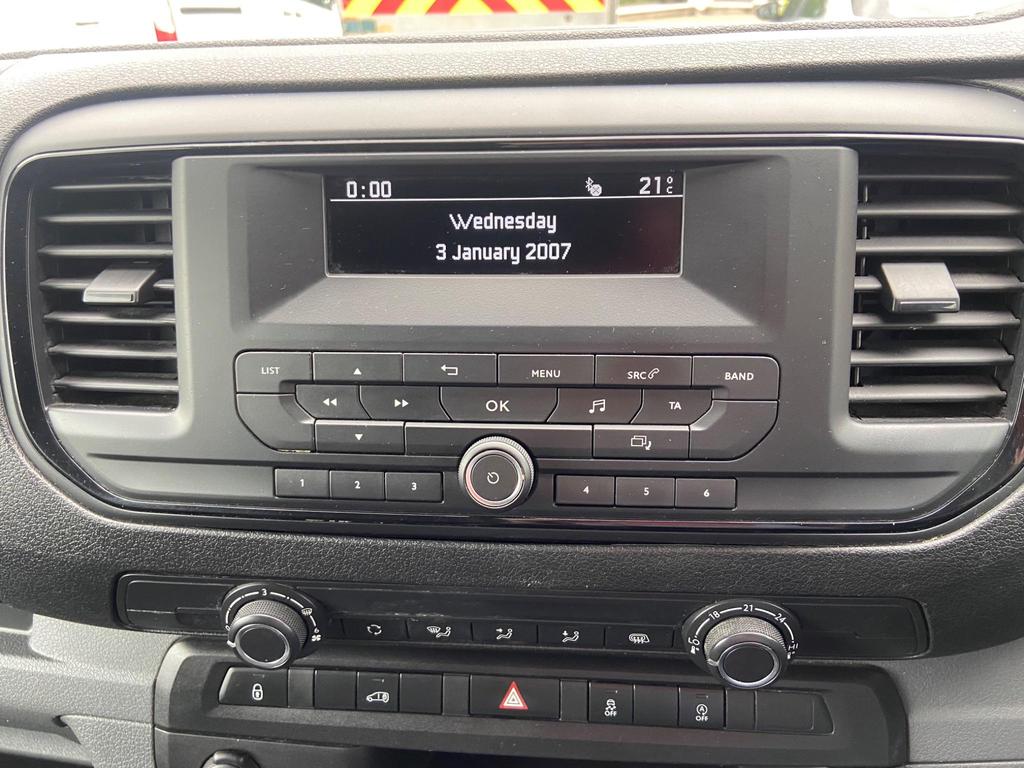 0:00 21°C
Wednesday
3 January 2007
LIST MENU SRC BAND
OK TA
1 2 3 4 5 6
3 18 21 24
OFF OFF